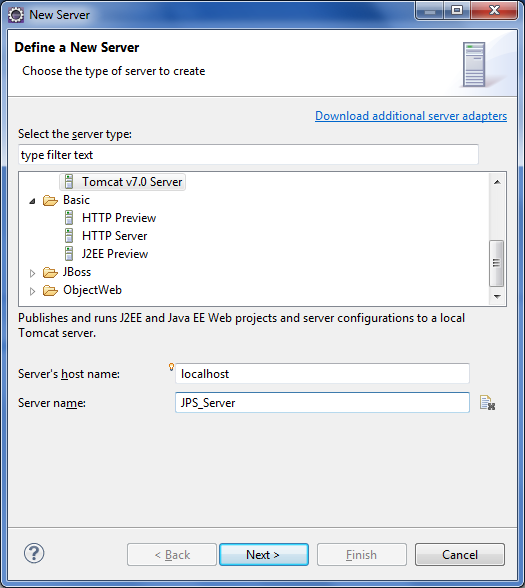 New Server
Define a New Server
Choose the type of server to create
Download additional server adapters
Select the server type:
type filter text
Tomcat v7.0 Server
Basic
HTTP Preview
HTTP Server
J2EE Preview
JBoss
ObjectWeb
Publishes and runs J2EE and Java EE Web projects and server configurations to a local
Tomcat server.
Server's host name:
localhost
Server name:
JPS_Server
?
< Back
Next >
Finish
Cancel